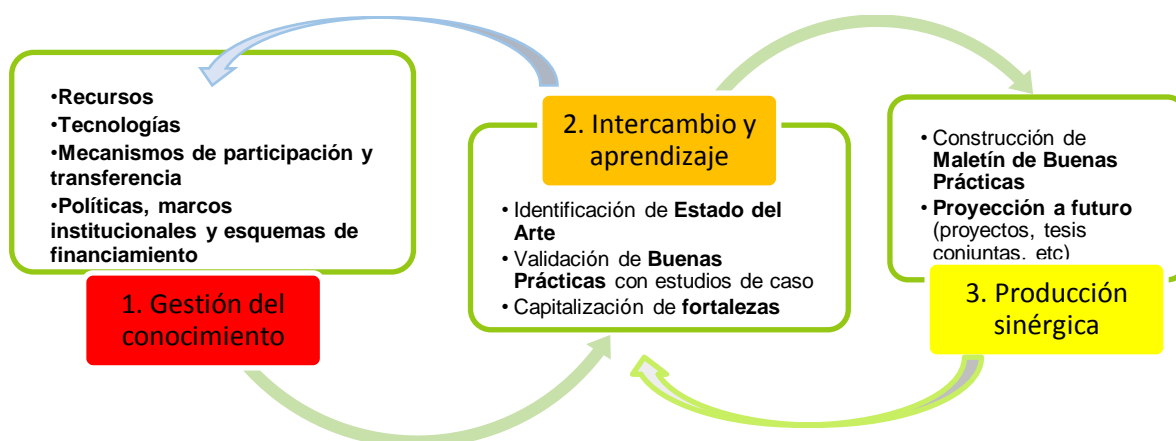 •Recursos
•Tecnologías
•Mecanismos de participación y
transferencia
•Políticas, marcos
institucionales y esquemas de
financiamiento
1. Gestión del
conocimiento
2. Intercambio y
aprendizaje
• Identificación de Estado del
Arte
• Validación de Buenas
Prácticas con estudios de caso
• Capitalización de fortalezas
• Construcción de
Maletín de Buenas
Prácticas
• Proyección a futuro
(proyectos, tesis
conjuntas, etc)
3. Producción
sinérgica